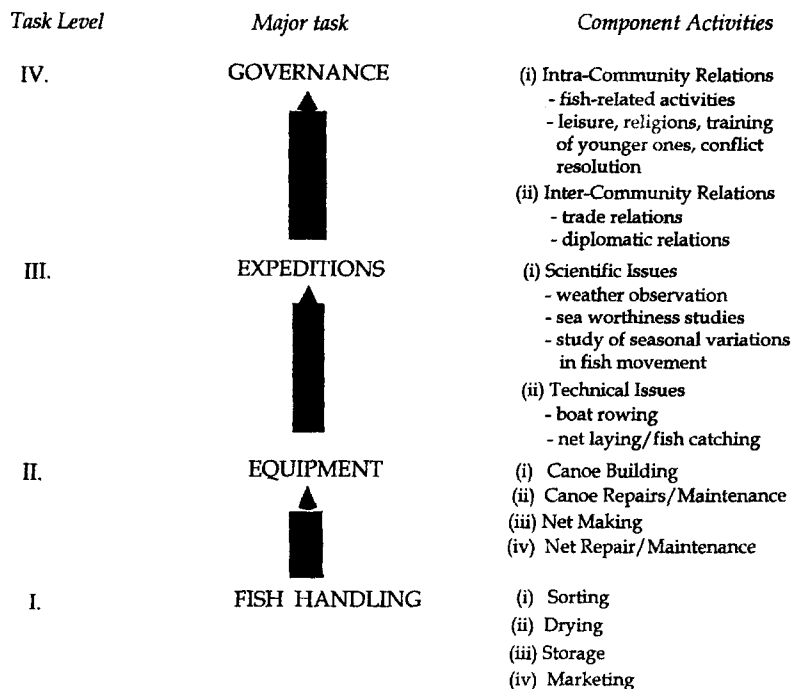 Task Level Major task Component Activities
IV. GOVERNANCE (i) Intra-Community Relations
- fish-related activities
- leisure, religions, training
of younger ones, conflict
resolution
(ii) Inter-Community Relations
- trade relations
- diplomatic relations
III. EXPEDITIONS (i) Scientific Issues
- weather observation
- sea worthiness studies
- study of seasonal variations
in fish movement
(ii) Technical Issues
- boat rowing
- net laying/fish catching
II. EQUIPMENT (i) Canoe Building
(ii) Canoe Repairs/Maintenance
(iii) Net Making
(iv) Net Repair/Maintenance
I. FISH HANDLING (i) Sorting
(ii) Drying
(iii) Storage
(iv) Marketing